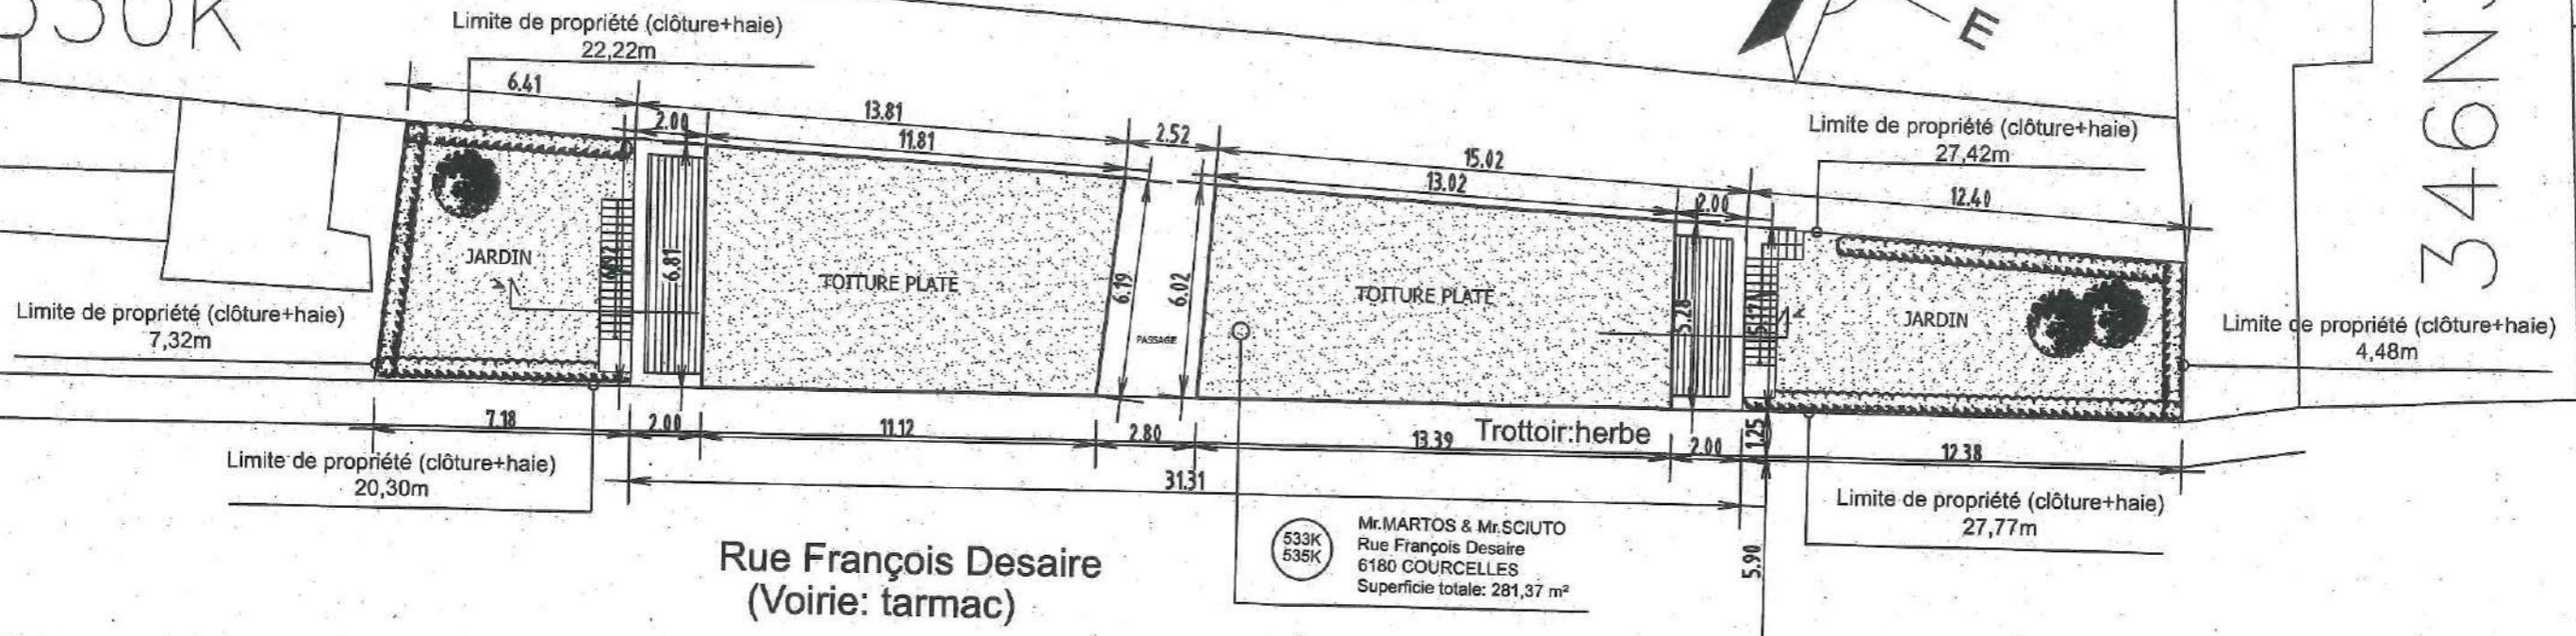 Limite de propriété (clôture+haie)
22,22m
E
346N
6.41
13.81
2.00
11.81
2.52
15.02
13.02
2.00
12.40
Limite de propriété (clôture+haie)
27,42m
JARDIN
6.81
TOITURE PLATE
6.19
6.02
PASSAGE
TOITURE PLATE
5.28
JARDIN
Limite de propriété (clôture+haie)
7,32m
Limite de propriété (clôture+haie)
4,48m
7.18
2.00
11.12
2.80
13.39
Trottoir:herbe
2.00
1.25
12.38
31.31
Limite de propriété (clôture+haie)
20,30m
Limite de propriété (clôture+haie)
27,77m
5.90
Rue François Desaire
(Voirie: tarmac)
533K
535K
Mr.MARTOS & Mr.SCIUTO
Rue François Desaire
6180 COURCELLES
Superficie totale: 281,37 m²